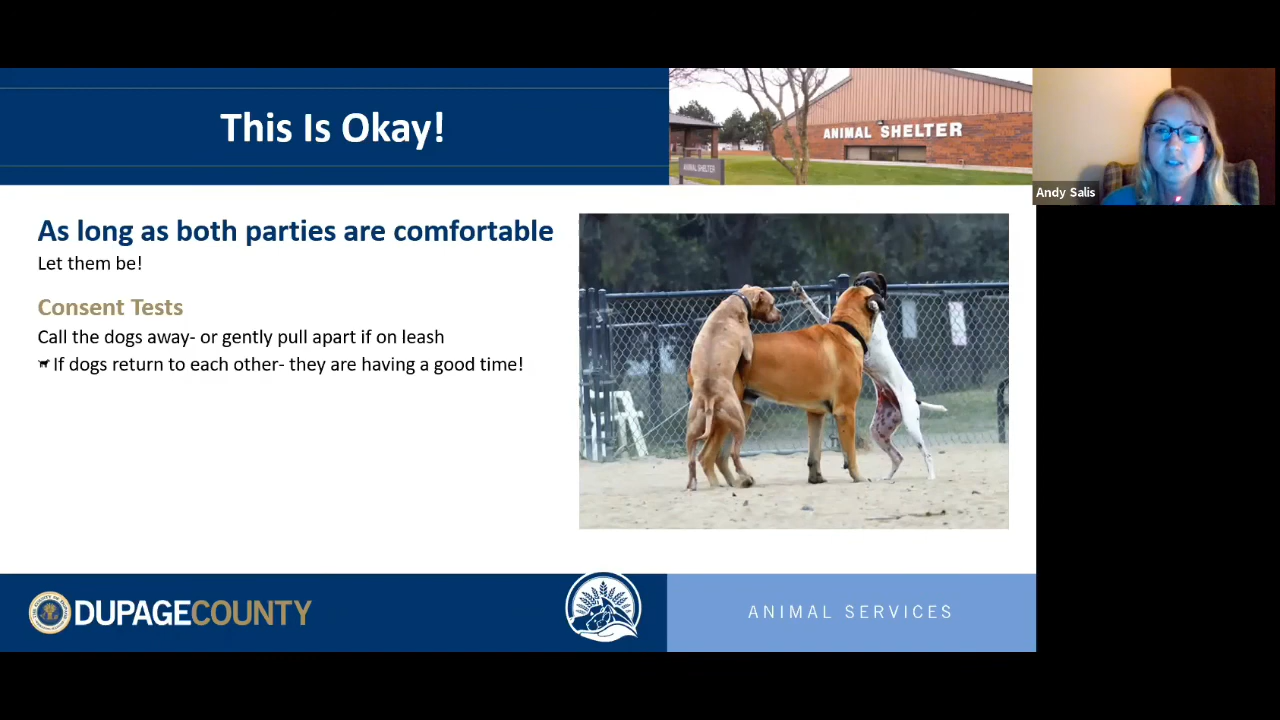 This Is Okay!
ANIMAL SHELTER
ANIMAL SHELTER
Andy Salis
As long as both parties are comfortable
Let them be!
Consent Tests
Call the dogs away- or gently pull apart if on leash
If dogs return to each other- they are having a good time!
DUPAGECOUNTY
ANIMAL SERVICES